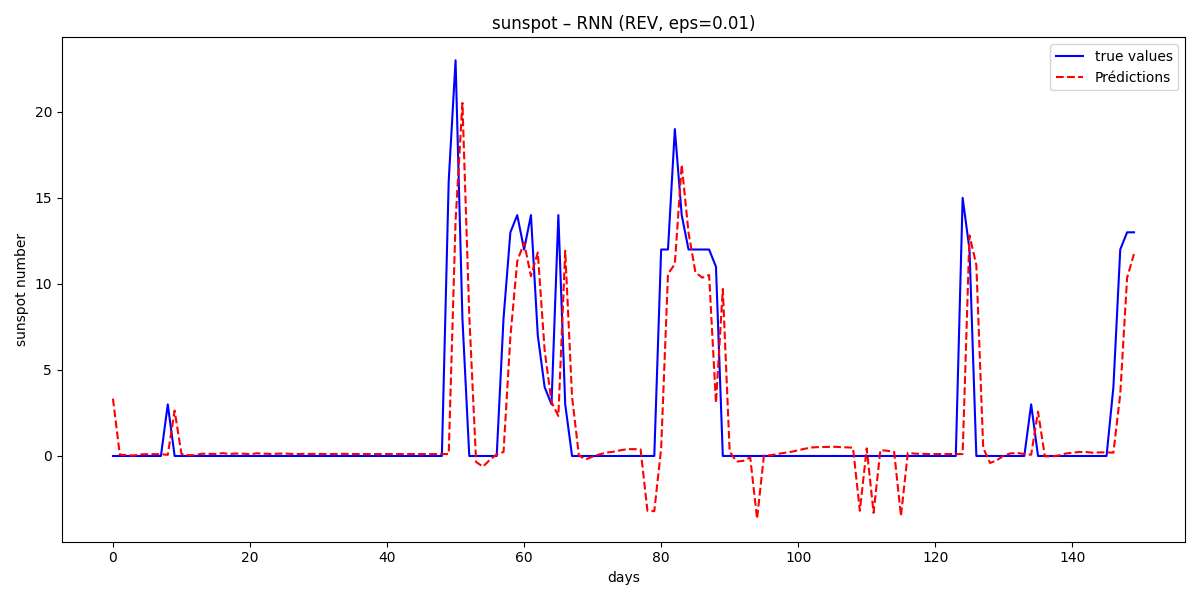 sunspot – RNN (REV, eps=0.01)
true values
Prédictions
sunspot number
20
15
10
5
0
0 20 40 60 80 100 120 140
days